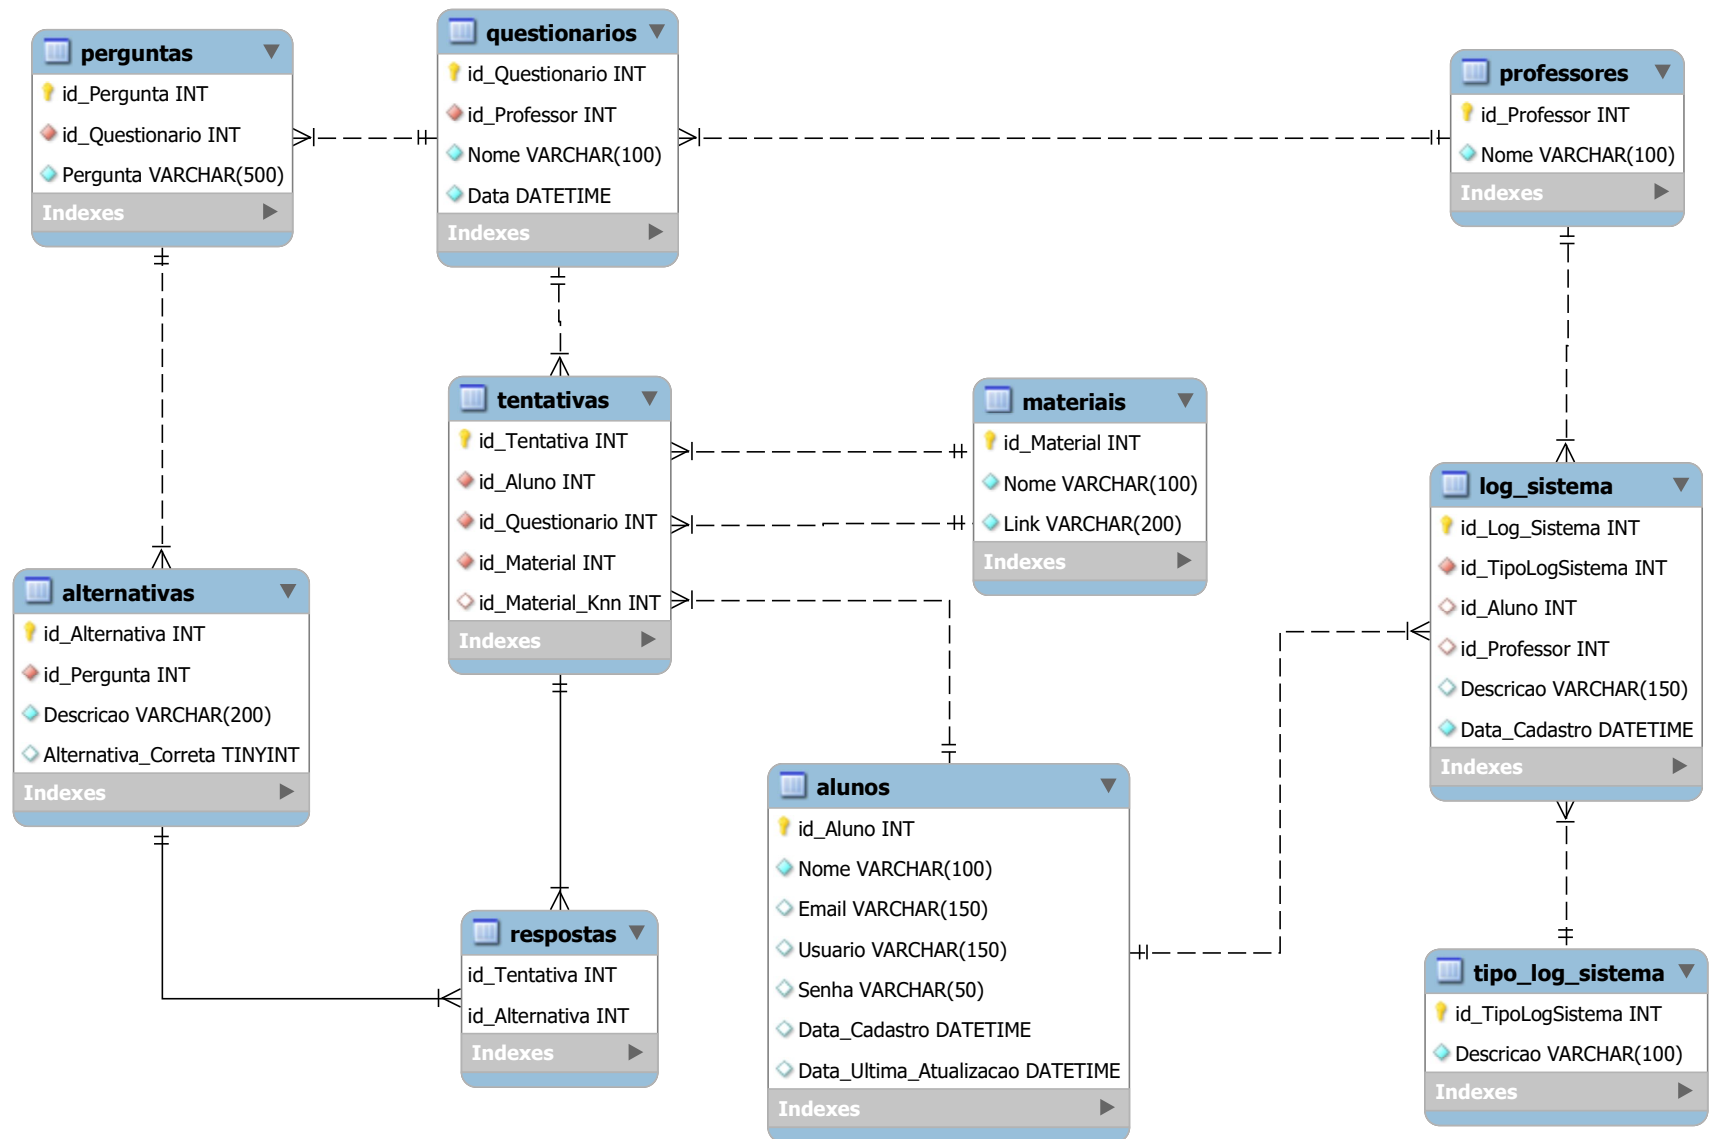 perguntas
id_Pergunta INT
id_Questionario INT
Pergunta VARCHAR(500)
Indexes
questionarios
id_Questionario INT
id_Professor INT
Nome VARCHAR(100)
Data DATETIME
Indexes
professores
id_Professor INT
Nome VARCHAR(100)
Indexes
tentativas
id_Tentativa INT
id_Aluno INT
id_Questionario INT
id_Material INT
id_Material_Knn INT
Indexes
materiais
id_Material INT
Nome VARCHAR(100)
Link VARCHAR(200)
Indexes
log_sistema
id_Log_Sistema INT
id_TipoLogSistema INT
id_Aluno INT
id_Professor INT
Descricao VARCHAR(150)
Data_Cadastro DATETIME
Indexes
alternativas
id_Alternativa INT
id_Pergunta INT
Descricao VARCHAR(200)
Alternativa_Correta TINYINT
Indexes
alunos
id_Aluno INT
Nome VARCHAR(100)
Email VARCHAR(150)
Usuario VARCHAR(150)
Senha VARCHAR(50)
Data_Cadastro DATETIME
Data_Ultima_Atualizacao DATETIME
Indexes
respostas
id_Tentativa INT
id_Alternativa INT
Indexes
tipo_log_sistema
id_TipoLogSistema INT
Descricao VARCHAR(100)
Indexes